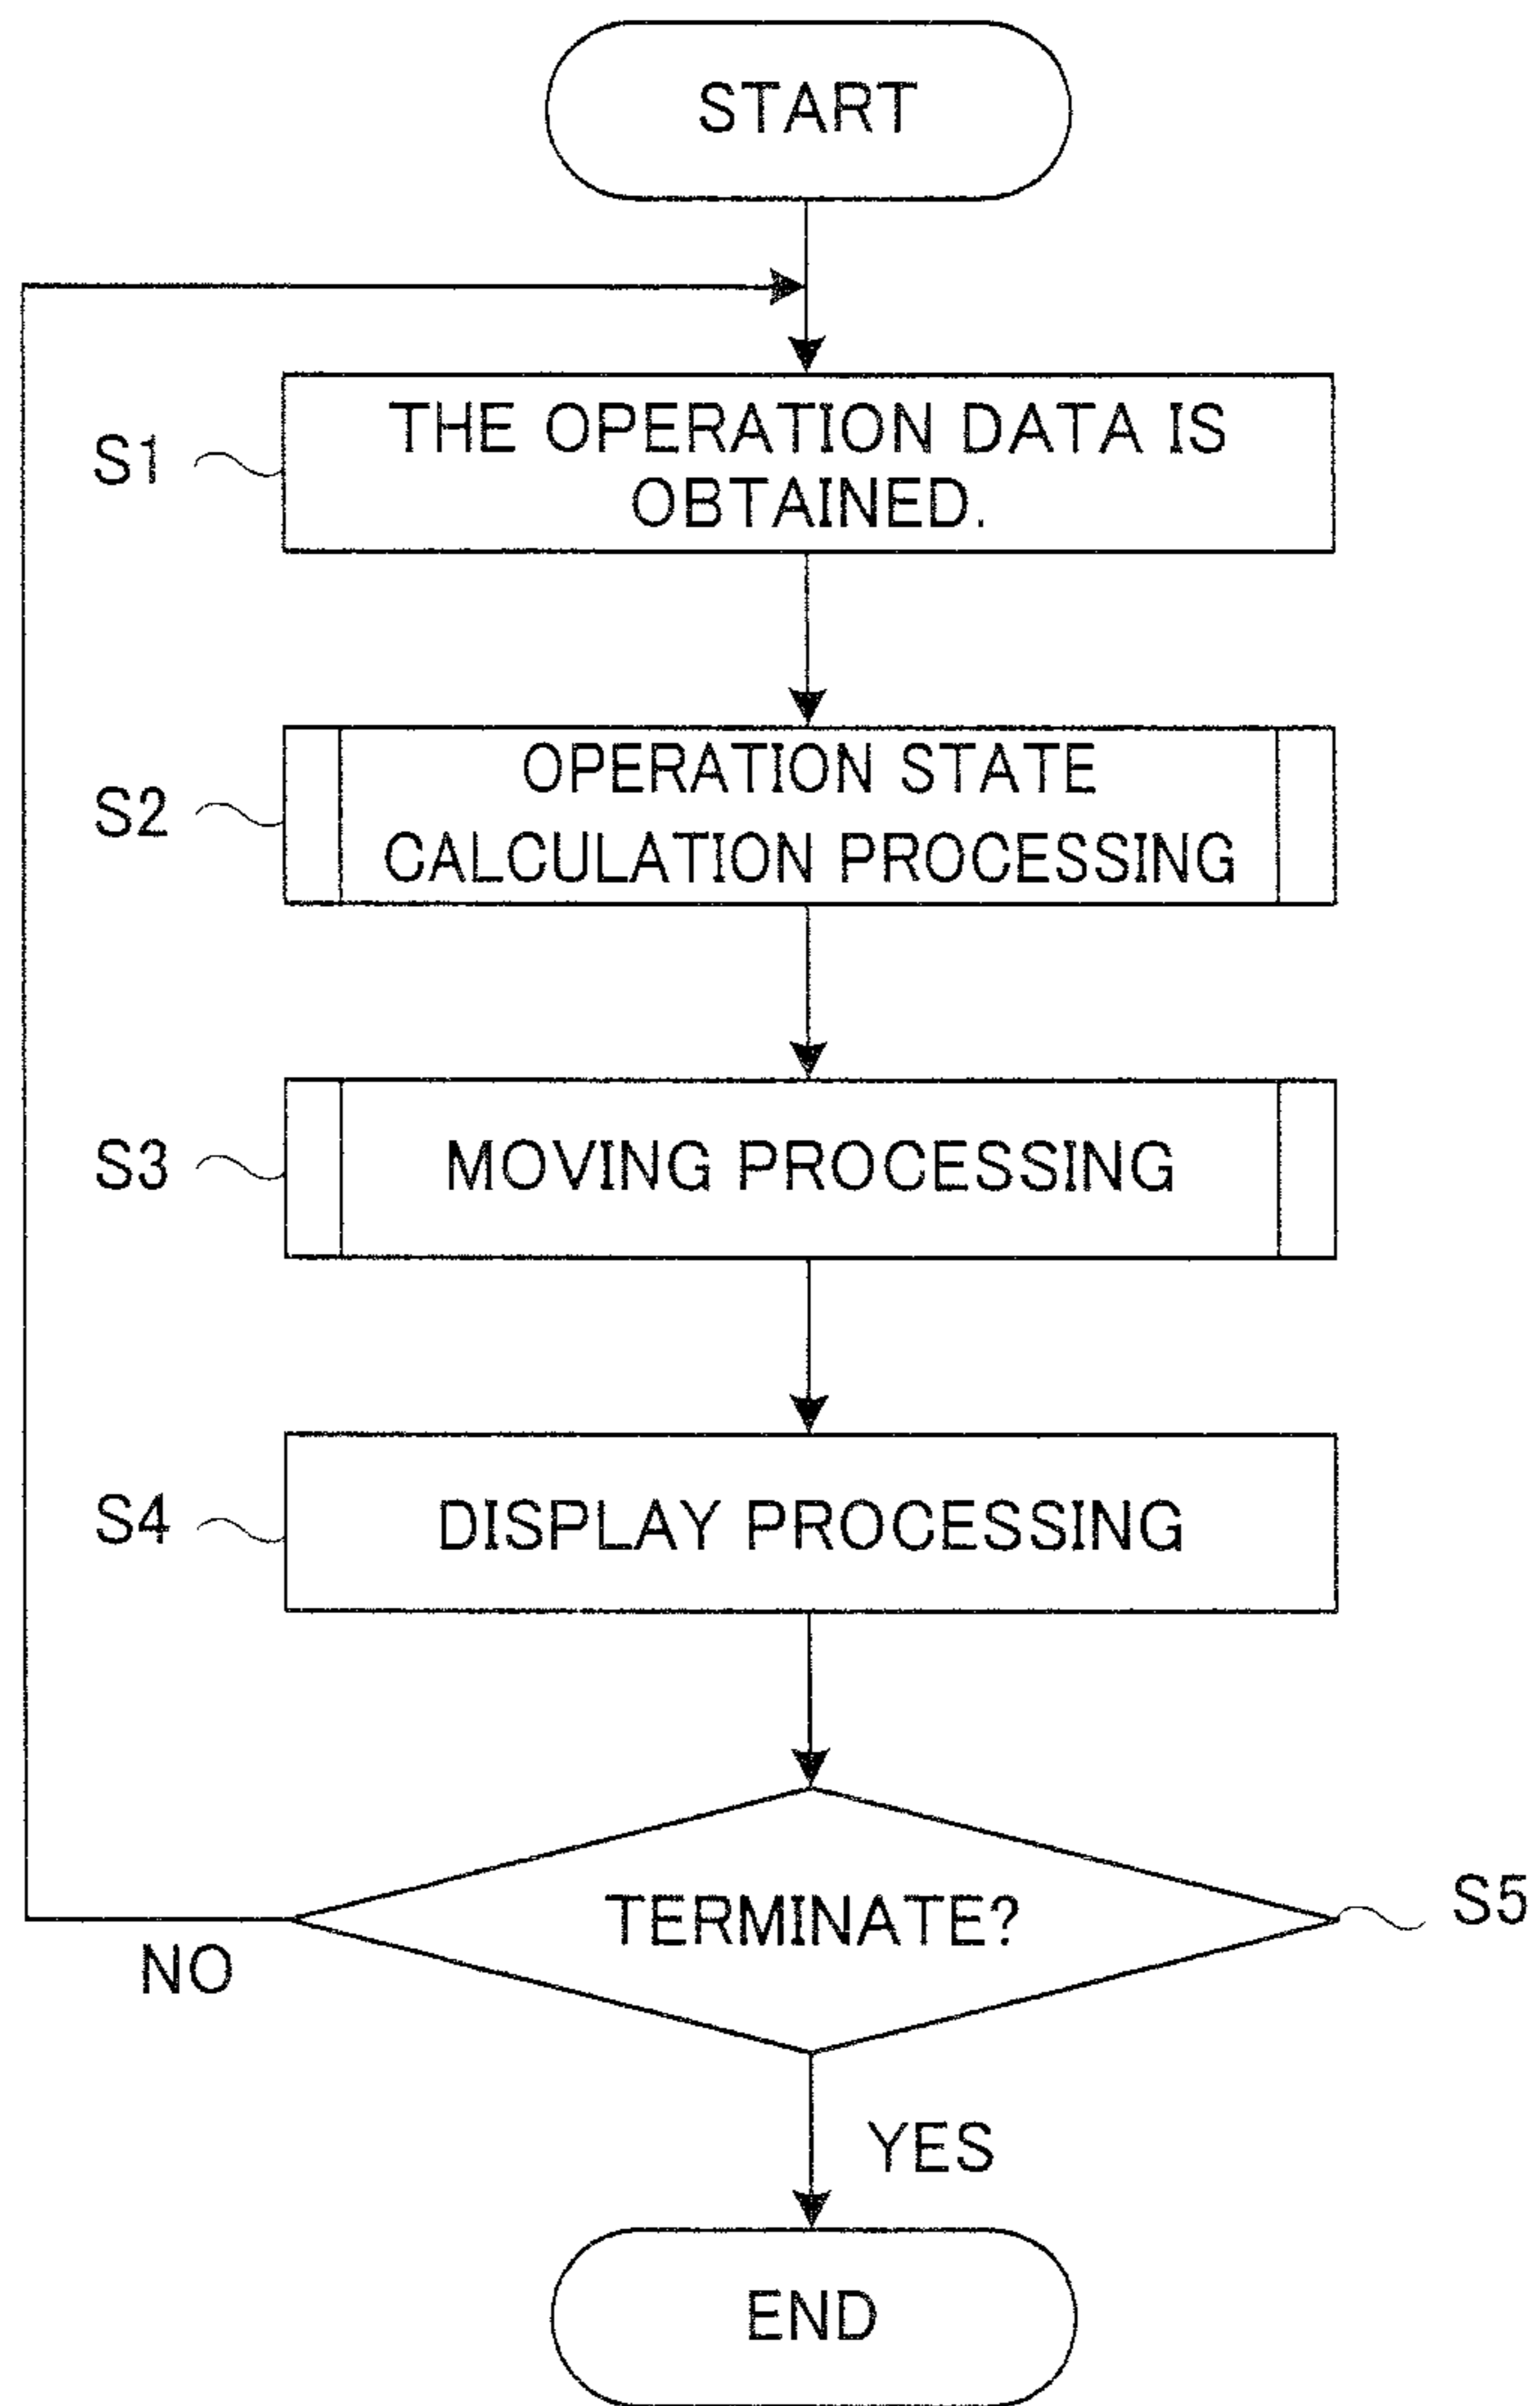 START
S1
THE OPERATION DATA IS
OBTAINED.
S2
OPERATION STATE
CALCULATION PROCESSING
S3
MOVING PROCESSING
S4
DISPLAY PROCESSING
TERMINATE?
S5
NO
YES
END